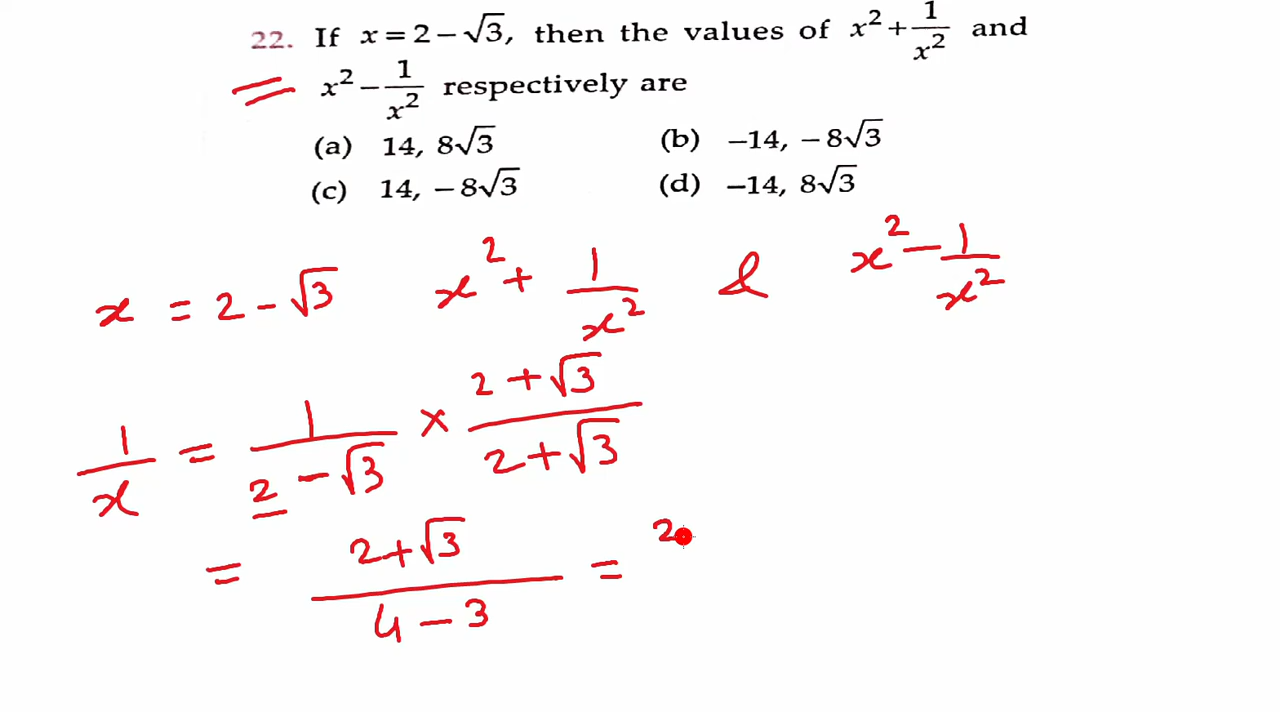 22. If x = 2 − √3, then the values of x² + 1/x² and
x² − 1/x² respectively are
(a) 14, 8√3 (b) −14, −8√3
(c) 14, −8√3 (d) −14, 8√3
x = 2 − √3 x² + 1/x² & x² − 1/x²
1/x = 1/(2 − √3) × (2 + √3)/(2 + √3)
= (2 + √3)/(4 − 3) = 2